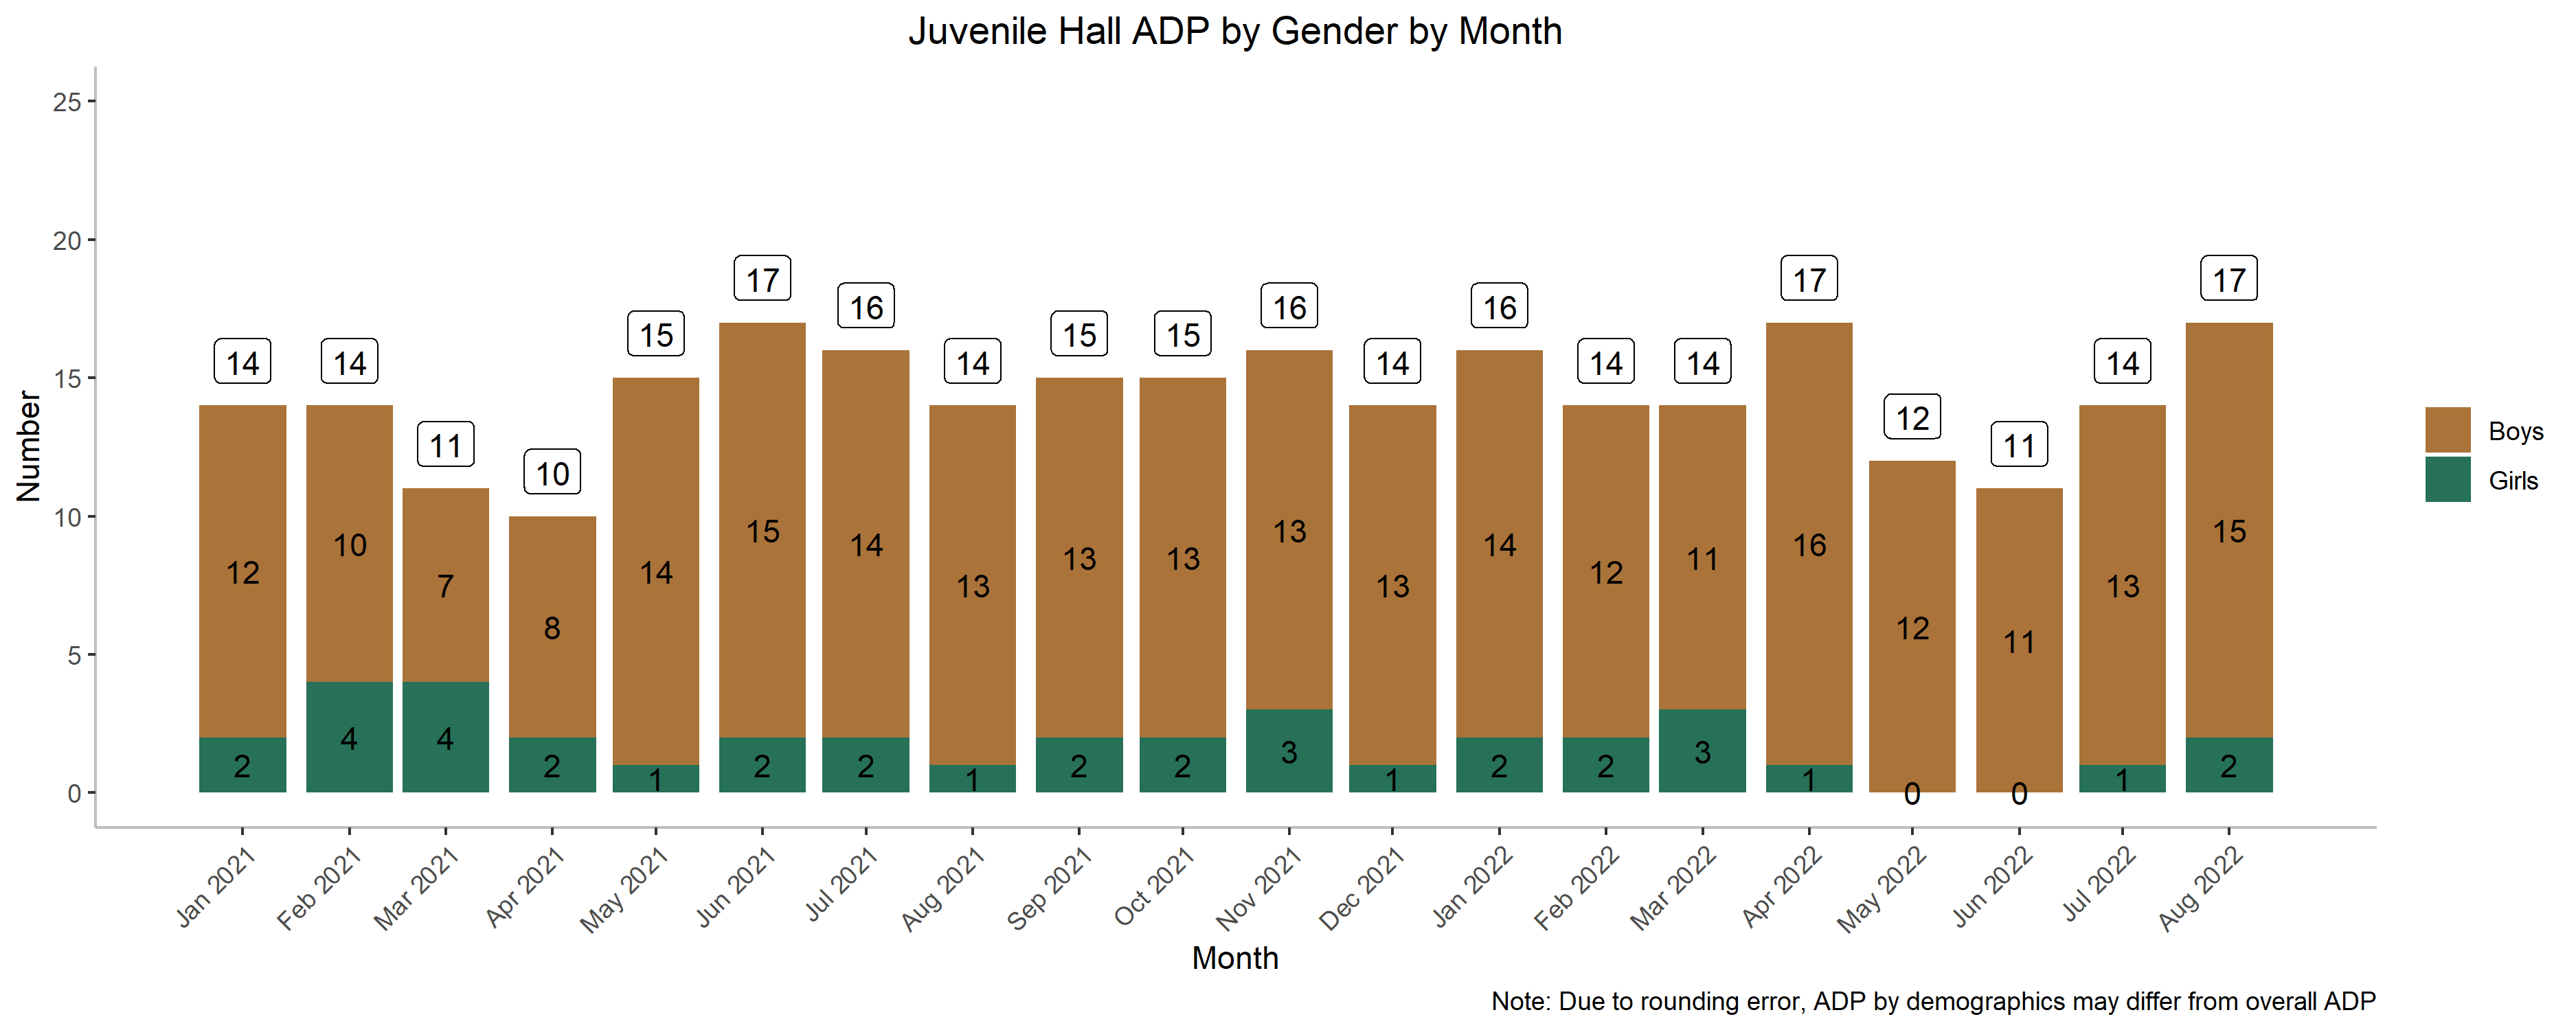 Juvenile Hall ADP by Gender by Month
Number
25
20
15
10
5
0
14 14 11 10 15 17 16 14 15 15 16 14 16 14 14 17 12 11 14 17
12 10 7 8 14 15 14 13 13 13 13 13 14 12 11 16 12 11 13 15
2 4 4 2 1 2 2 1 2 2 3 1 2 2 3 1 0 0 1 2
Boys
Girls
Jan 2021
Feb 2021
Mar 2021
Apr 2021
May 2021
Jun 2021
Jul 2021
Aug 2021
Sep 2021
Oct 2021
Nov 2021
Dec 2021
Jan 2022
Feb 2022
Mar 2022
Apr 2022
May 2022
Jun 2022
Jul 2022
Aug 2022
Month
Note: Due to rounding error, ADP by demographics may differ from overall ADP